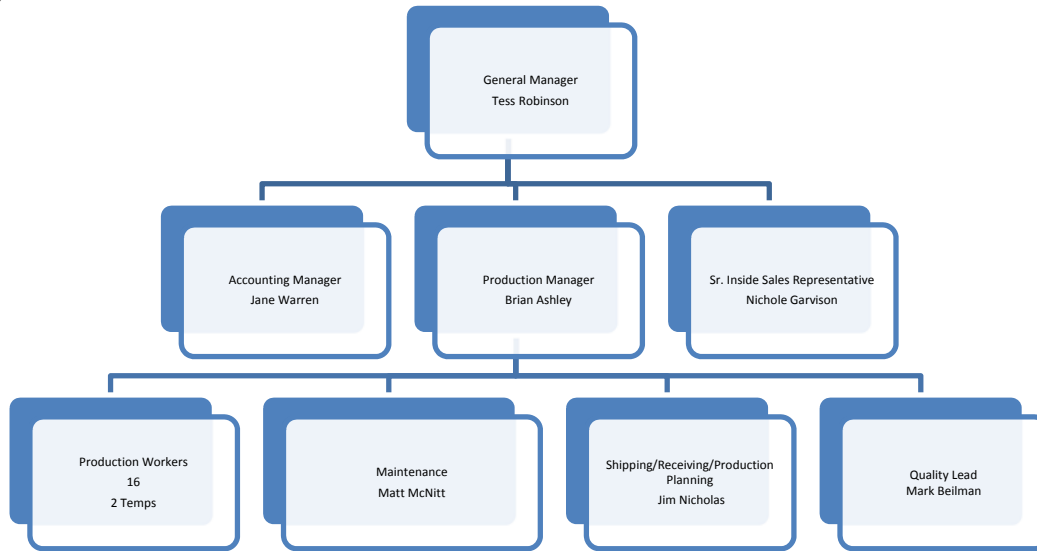 General Manager
Tess Robinson
Accounting Manager
Jane Warren
Production Manager
Brian Ashley
Sr. Inside Sales Representative
Nichole Garvison
Production Workers
16
2 Temps
Maintenance
Matt McNitt
Shipping/Receiving/Production
Planning
Jim Nicholas
Quality Lead
Mark Beilman